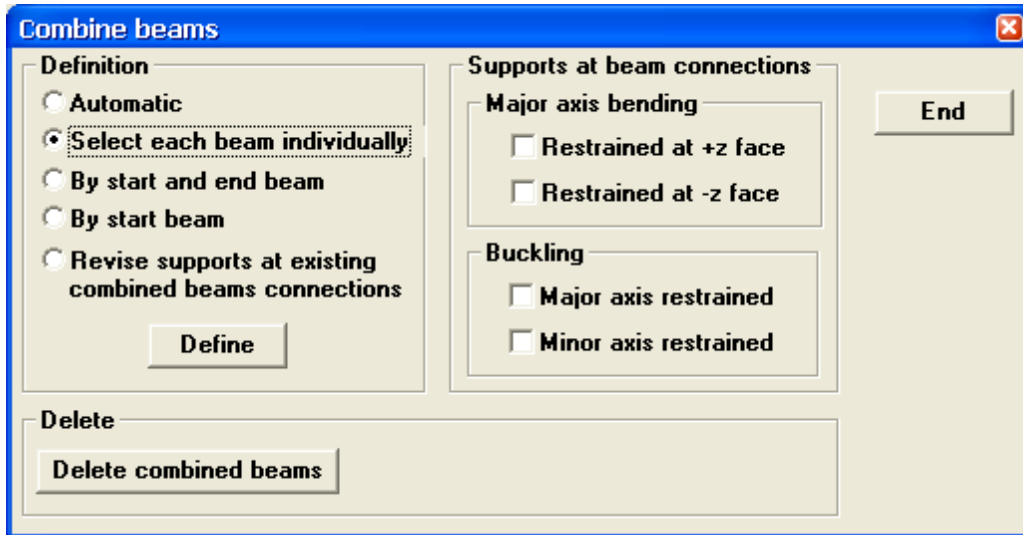 Combine beams
Definition
Automatic
Select each beam individually
By start and end beam
By start beam
Revise supports at existing
combined beams connections
Define
Supports at beam connections
Major axis bending
Restrained at +z face
Restrained at -z face
Buckling
Major axis restrained
Minor axis restrained
End
Delete
Delete combined beams